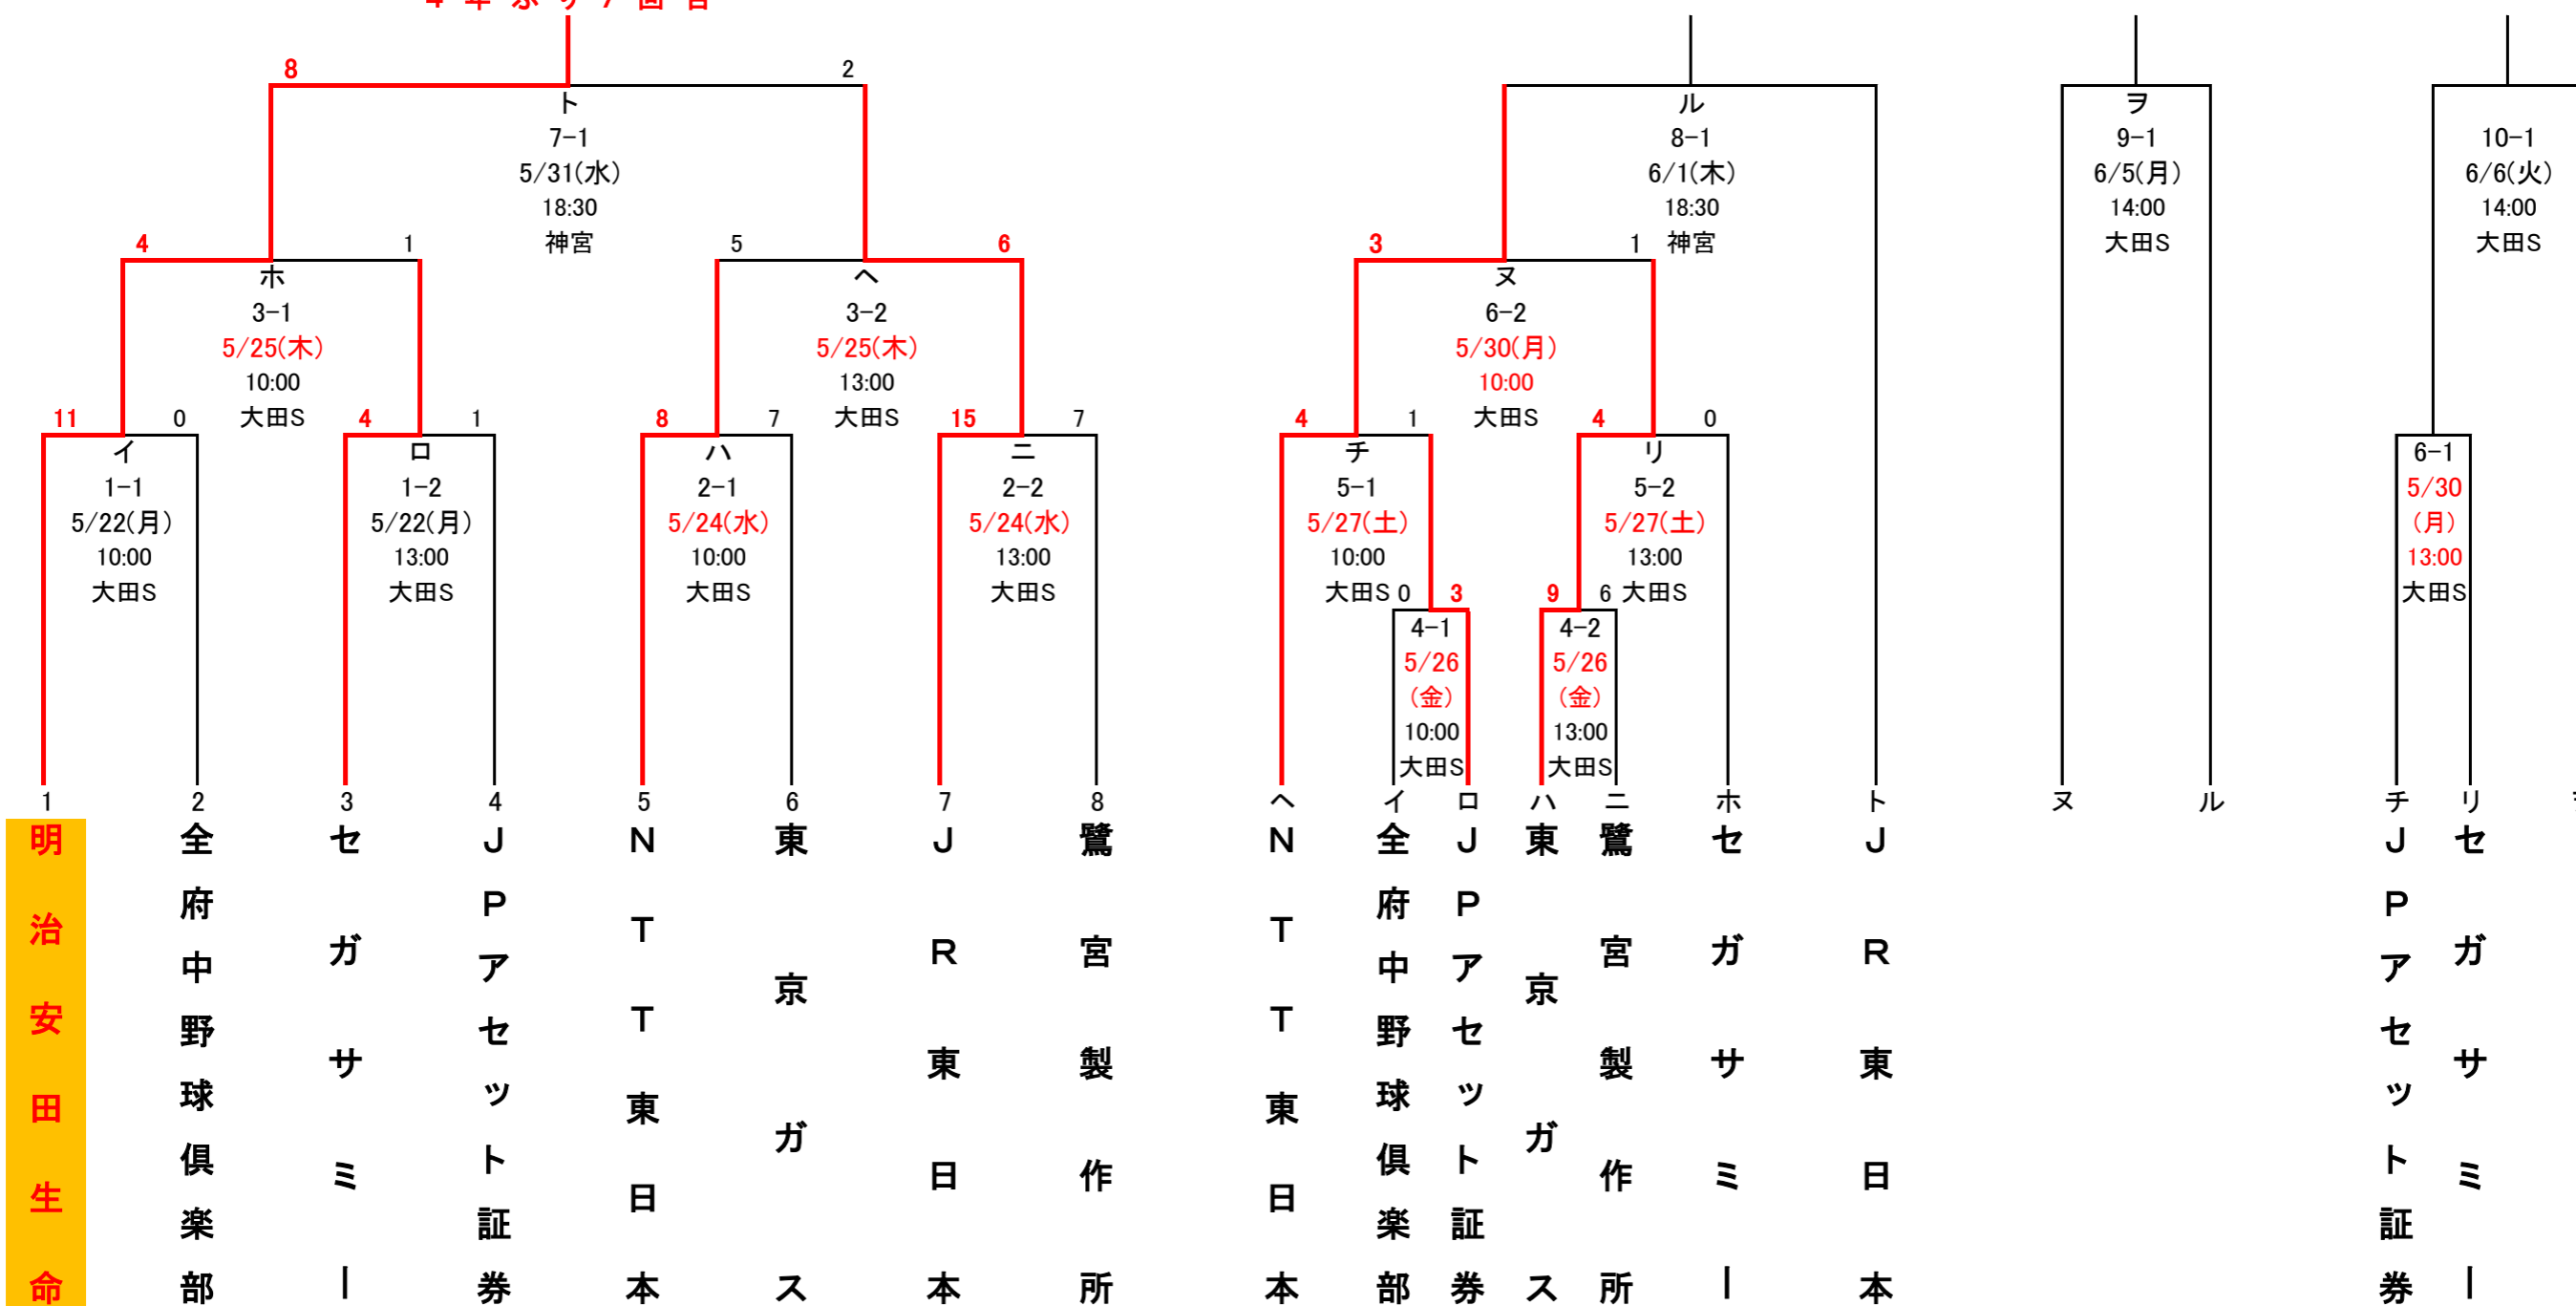 8
2
ト
7-1
5/31(水)
18:30
神宮
4
1
ホ
3-1
5/25(木)
10:00
大田S
5
6
ヘ
3-2
5/25(木)
13:00
大田S
11
0
イ
1-1
5/22(月)
10:00
大田S
4
1
ロ
1-2
5/22(月)
13:00
大田S
8
7
ハ
2-1
5/24(水)
10:00
大田S
15
7
ニ
2-2
5/24(水)
13:00
大田S
1
明治安田生命
2
全府中野球倶楽部
3
セガサミー
4
JPアセット証券
5
NTT東日本
6
東京ガス
7
JR東日本
8
鷺宮製作所
ル
8-1
6/1(木)
18:30
神宮
3
1
ヌ
6-2
5/30(月)
10:00
大田S
4
1
チ
5-1
5/27(土)
10:00
大田S
4
0
リ
5-2
5/27(土)
13:00
大田S
0
3
4-1
5/26
(金)
10:00
大田S
9
6
4-2
5/26
(金)
13:00
大田S
ヘ
NTT東日本
イ
全府中野球倶楽部
ロ
JPアセット証券
ハ
東京ガス
ニ
鷺宮製作所
ホ
セガサミー
ト
JR東日本
ヲ
9-1
6/5(月)
14:00
大田S
ヌ
ル
10-1
6/6(火)
14:00
大田S
6-1
5/30
(月)
13:00
大田S
チ
JPアセット証券
リ
セガサミー